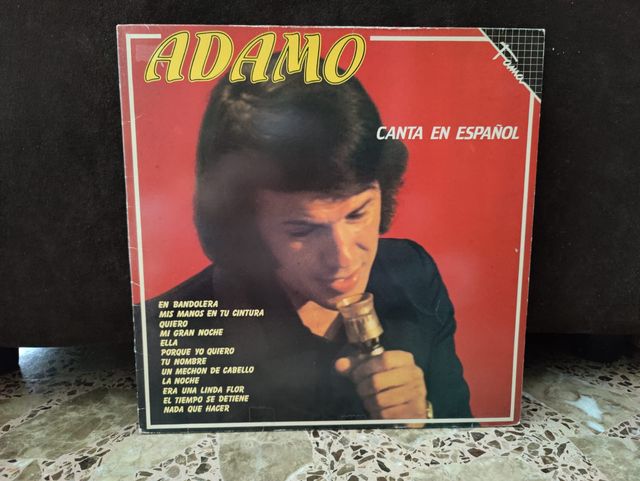 ADAMO
Fama
CANTA EN ESPAÑOL
EN BANDOLERA
MIS MANOS EN TU CINTURA
QUIERO
MI GRAN NOCHE
ELLA
PORQUE YO QUIERO
TU NOMBRE
UN MECHON DE CABELLO
LA NOCHE
ERA UNA LINDA FLOR
EL TIEMPO SE DETIENE
NADA QUE HACER